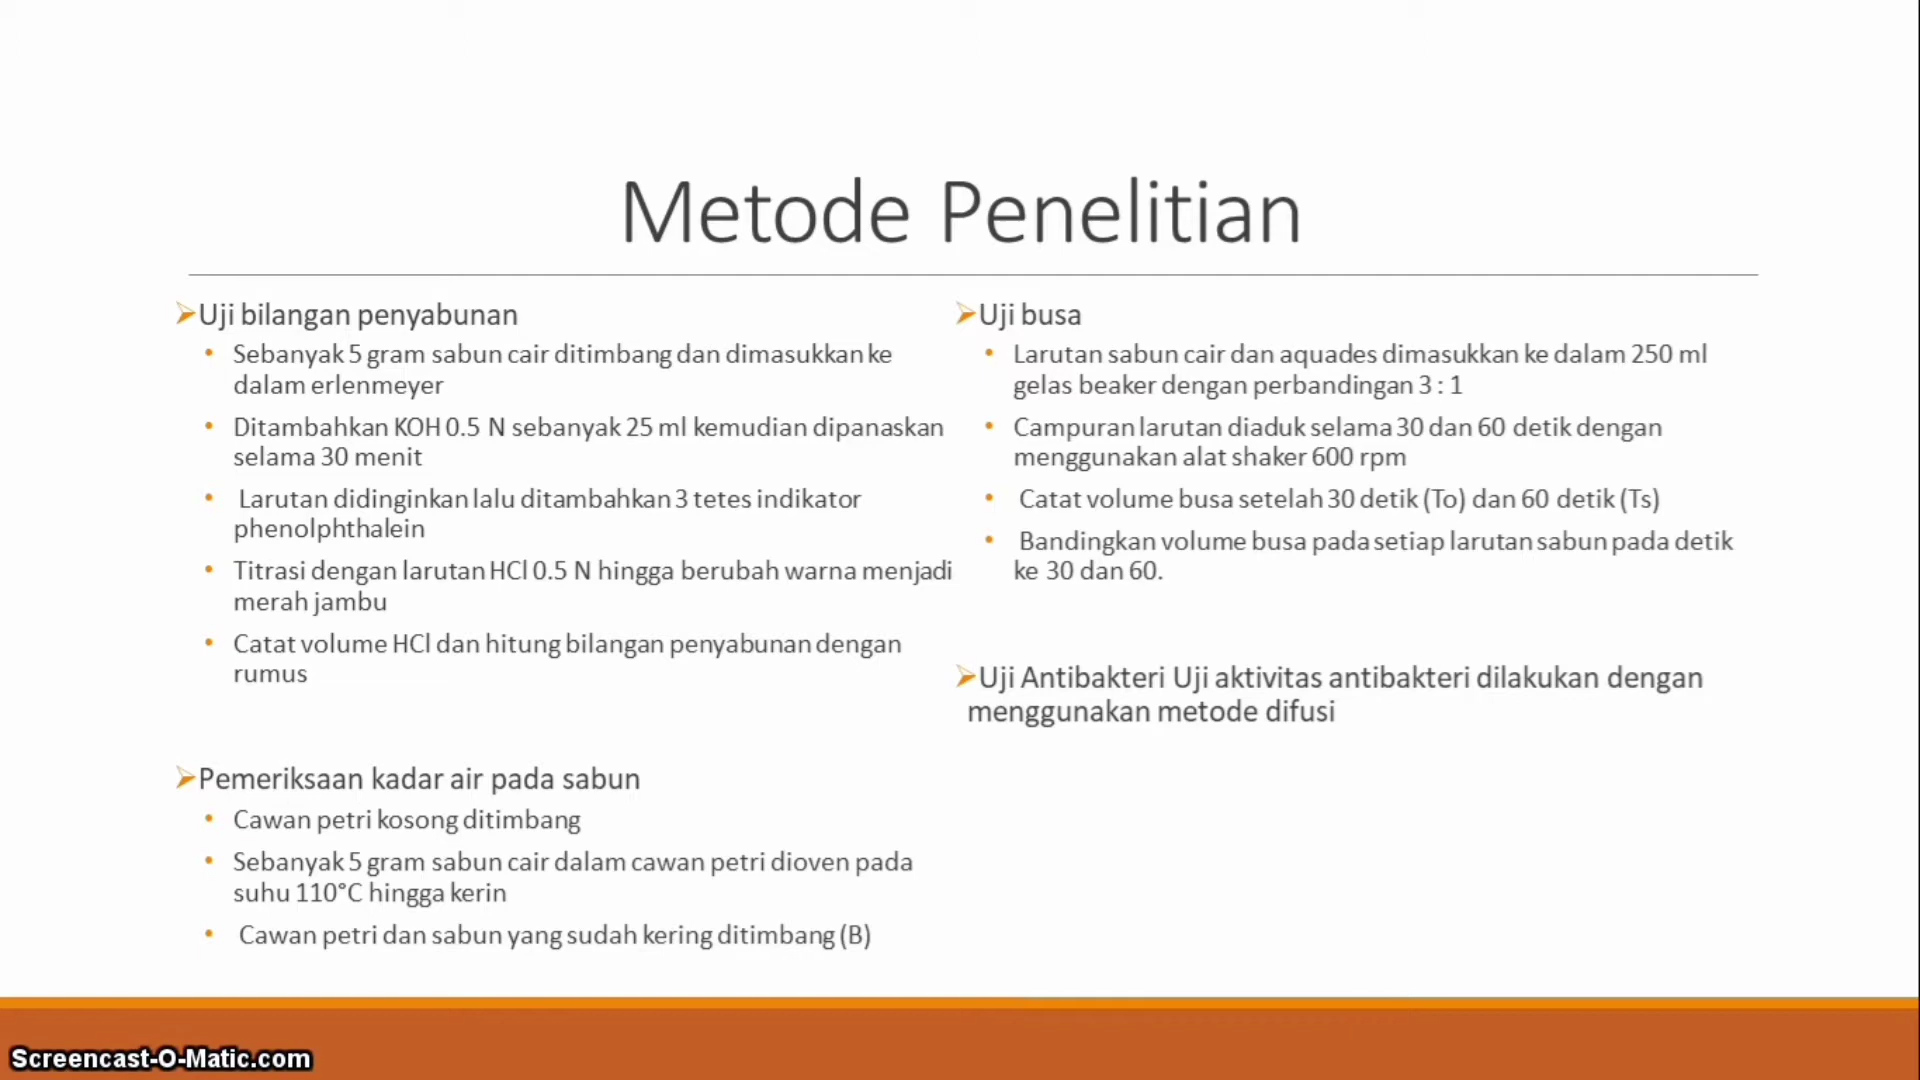 Metode Penelitian
Uji bilangan penyabunan
Sebanyak 5 gram sabun cair ditimbang dan dimasukkan ke
dalam erlenmeyer
Ditambahkan KOH 0.5 N sebanyak 25 ml kemudian dipanaskan
selama 30 menit
Larutan didinginkan lalu ditambahkan 3 tetes indikator
phenolphthalein
Titrasi dengan larutan HCl 0.5 N hingga berubah warna menjadi
merah jambu
Catat volume HCl dan hitung bilangan penyabunan dengan
rumus
Pemeriksaan kadar air pada sabun
Cawan petri kosong ditimbang
Sebanyak 5 gram sabun cair dalam cawan petri dioven pada
suhu 110°C hingga kerin
Cawan petri dan sabun yang sudah kering ditimbang (B)
Uji busa
Larutan sabun cair dan aquades dimasukkan ke dalam 250 ml
gelas beaker dengan perbandingan 3 : 1
Campuran larutan diaduk selama 30 dan 60 detik dengan
menggunakan alat shaker 600 rpm
Catat volume busa setelah 30 detik (To) dan 60 detik (Ts)
Bandingkan volume busa pada setiap larutan sabun pada detik
ke 30 dan 60.
Uji Antibakteri Uji aktivitas antibakteri dilakukan dengan
menggunakan metode difusi
Screencast-O-Matic.com